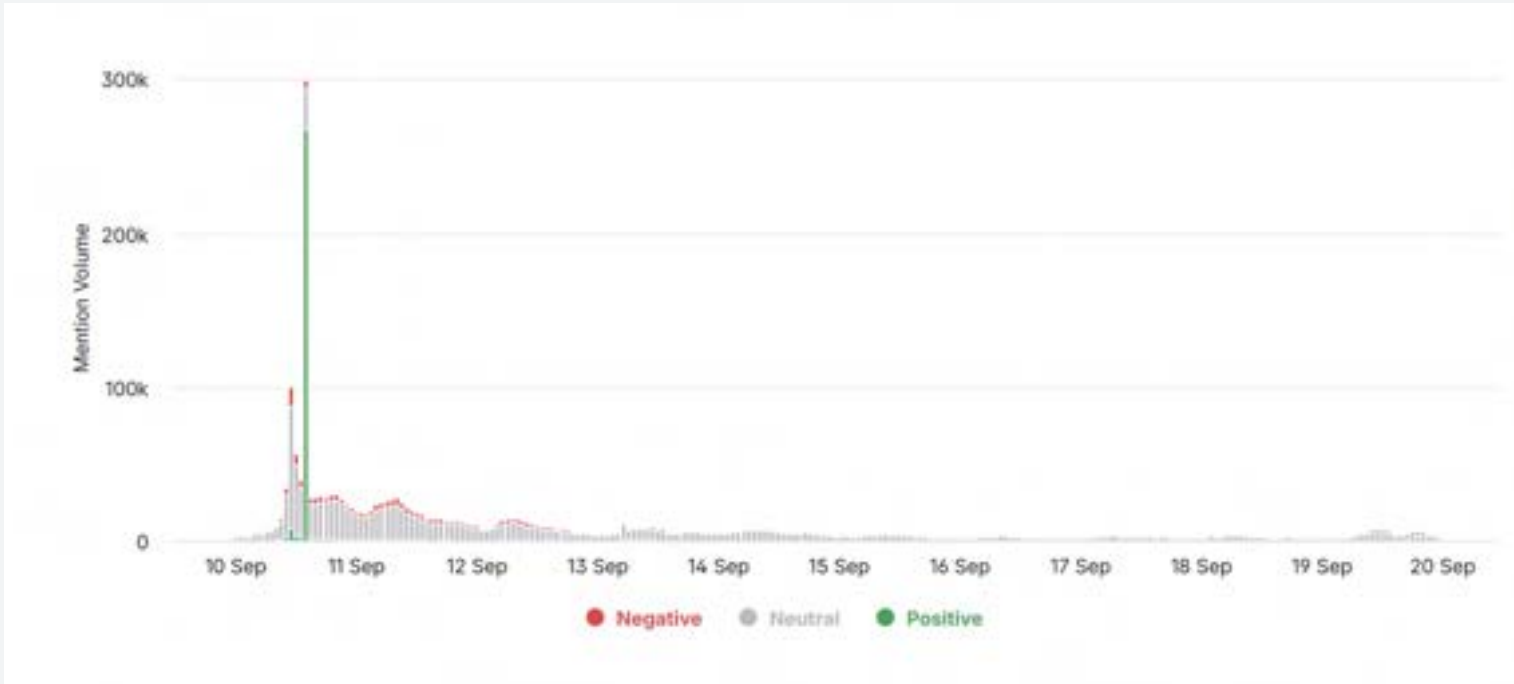 300k
200k
100k
0
Mention Volume
10 Sep 11 Sep 12 Sep 13 Sep 14 Sep 15 Sep 16 Sep 17 Sep 18 Sep 19 Sep 20 Sep
Negative Neutral Positive